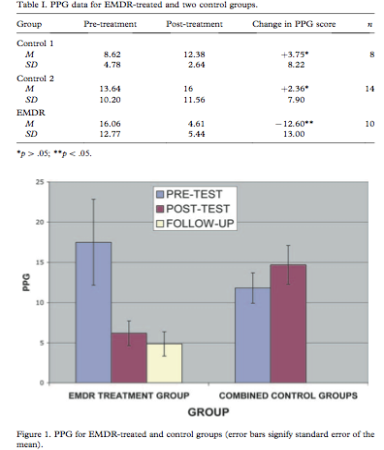 Table I. PPG data for EMDR-treated and two control groups.
Group Pre-treatment Post-treatment Change in PPG score n
Control 1
M 8.62 12.38 +3.75* 8
SD 4.78 2.64 8.22
Control 2
M 13.64 16 +2.36* 14
SD 10.20 11.56 7.90
EMDR
M 16.06 4.61 −12.60** 10
SD 12.77 5.44 13.00
*p > .05; **p < .05.
25
20
15
10
5
0
PPG
PRE-TEST
POST-TEST
FOLLOW-UP
EMDR TREATMENT GROUP COMBINED CONTROL GROUPS
GROUP
Figure 1. PPG for EMDR-treated and control groups (error bars signify standard error of the
mean).